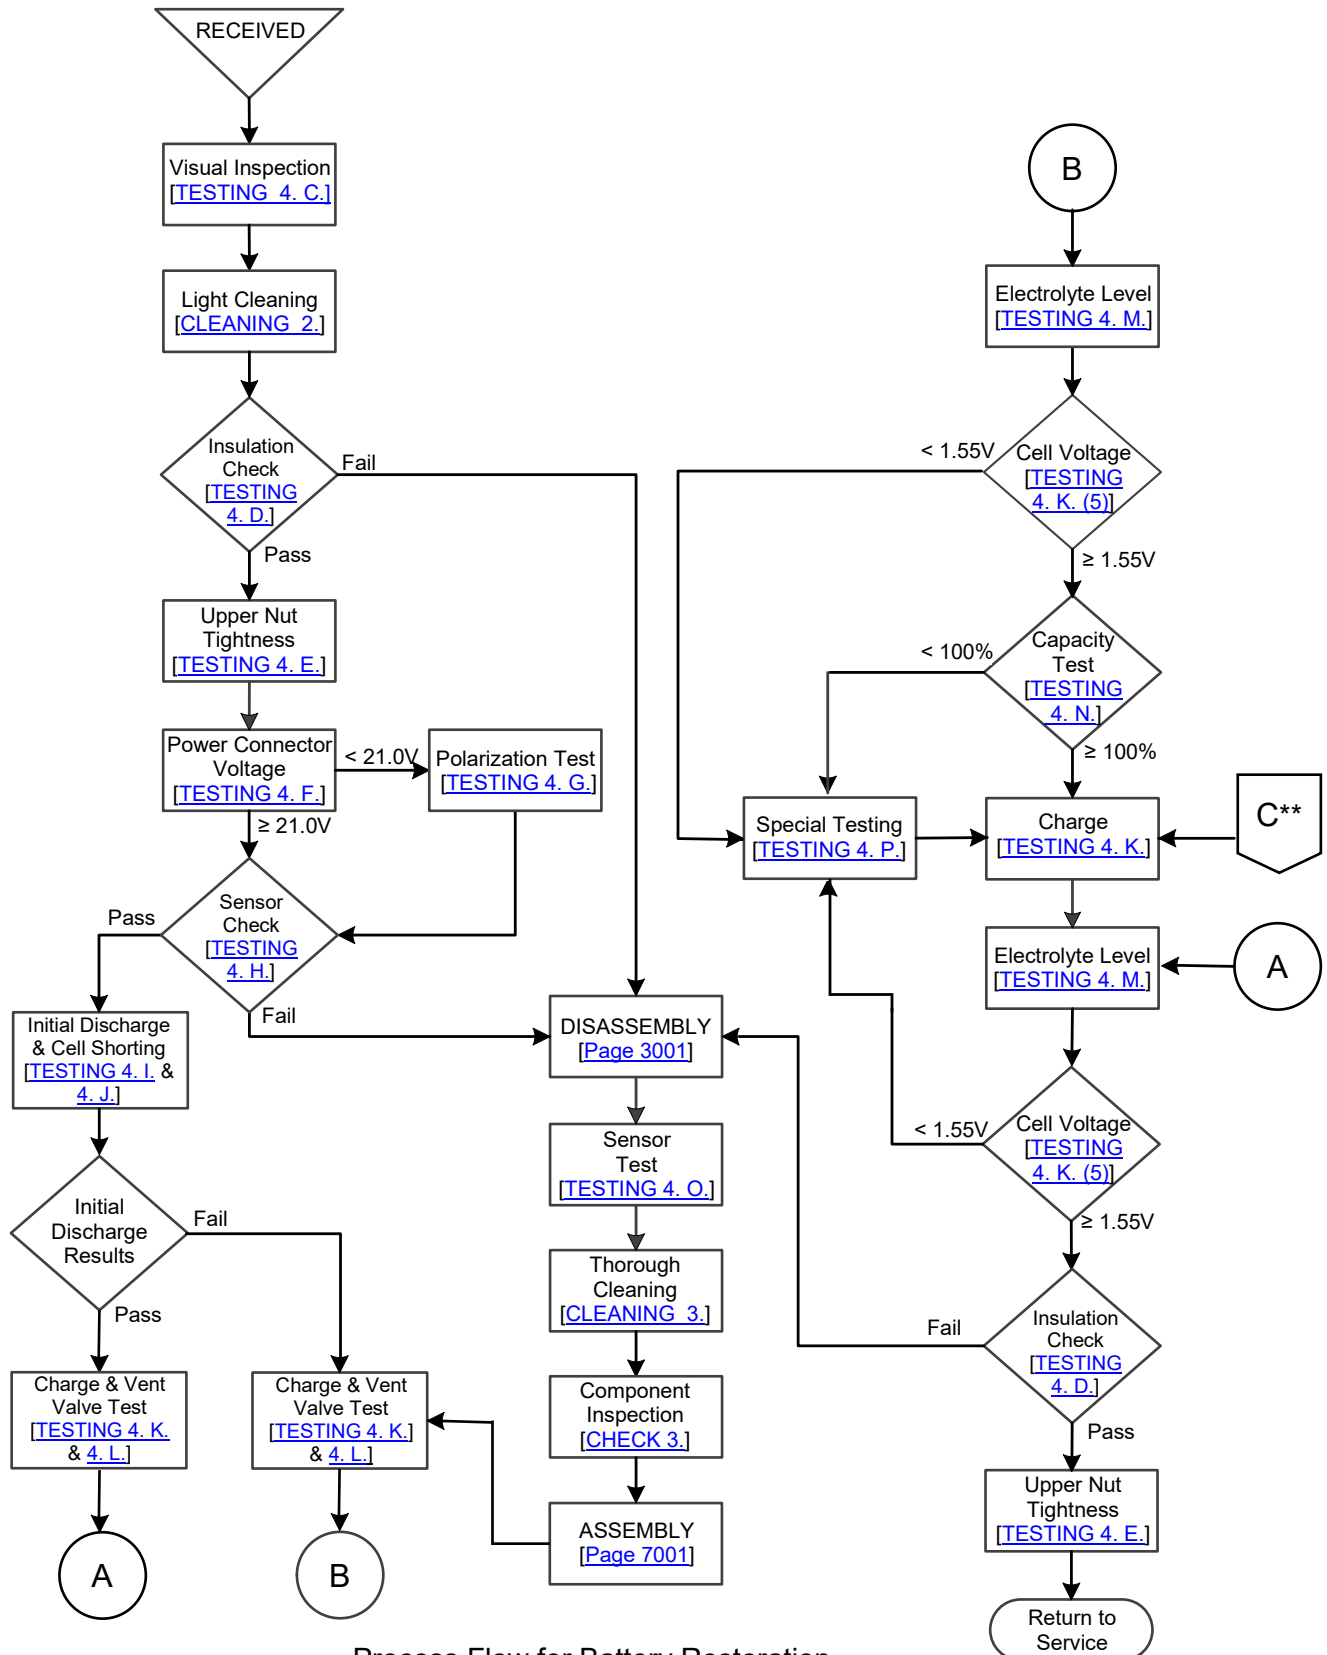 RECEIVED
Visual Inspection
[TESTING  4. C.]
Light Cleaning
[CLEANING  2.]
Insulation
Check
[TESTING
4. D.]
Fail
Pass
Upper Nut
Tightness
[TESTING 4. E.]
Power Connector
Voltage
[TESTING 4. F.]
< 21.0V
Polarization Test
[TESTING 4. G.]
≥ 21.0V
Sensor
Check
[TESTING
4. H.]
Pass
Fail
Initial Discharge
& Cell Shorting
[TESTING 4. I. &
4. J.]
Initial
Discharge
Results
Fail
Pass
Charge & Vent
Valve Test
[TESTING 4. K.
& 4. L.]
A
Charge & Vent
Valve Test
[TESTING 4. K.]
& 4. L.]
B
DISASSEMBLY
[Page 3001]
Sensor
Test
[TESTING 4. O.]
Thorough
Cleaning
[CLEANING  3.]
Component
Inspection
[CHECK 3.]
ASSEMBLY
[Page 7001]
B
Electrolyte Level
[TESTING 4. M.]
Cell Voltage
[TESTING
4. K. (5)]
< 1.55V
≥ 1.55V
Capacity
Test
[TESTING
4. N.]
< 100%
≥ 100%
Special Testing
[TESTING 4. P.]
Charge
[TESTING 4. K.]
C**
Electrolyte Level
[TESTING 4. M.]
A
Cell Voltage
[TESTING
4. K. (5)]
< 1.55V
≥ 1.55V
Insulation
Check
[TESTING
4. D.]
Fail
Pass
Upper Nut
Tightness
[TESTING 4. E.]
Return to
Service
Process Flow for Battery Restoration